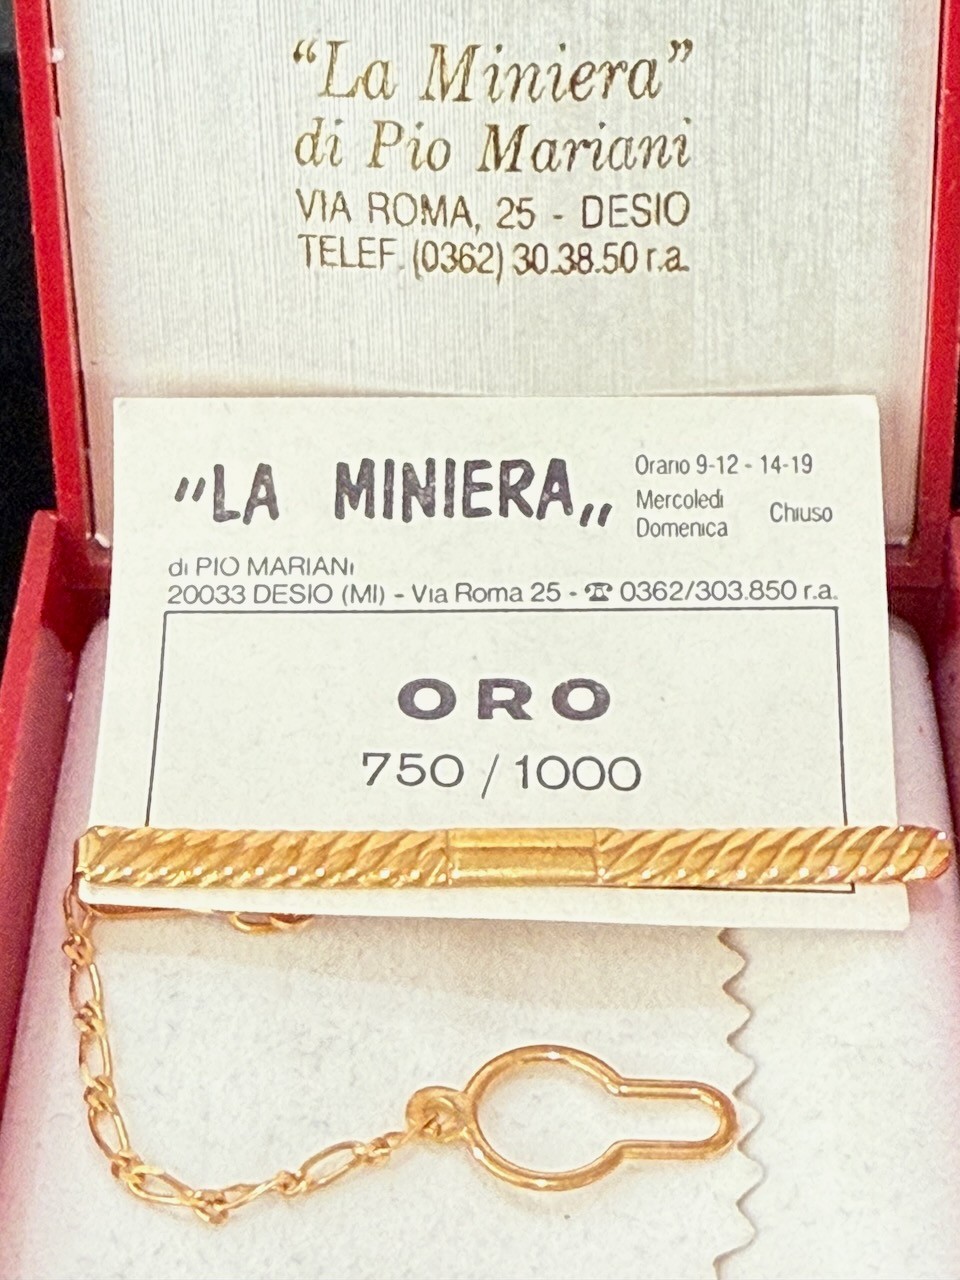 "La Miniera"
di Pio Mariani
VIA ROMA, 25 - DESIO
TELEF. (0362) 30.38.50 r.a.
"LA MINIERA„
Orario 9-12 - 14-19
Mercoledi
Domenica
Chiuso
di PIO MARIANI
20033 DESIO (MI) - Via Roma 25 - ☎ 0362/303.850 r.a.
ORO
750 / 1000